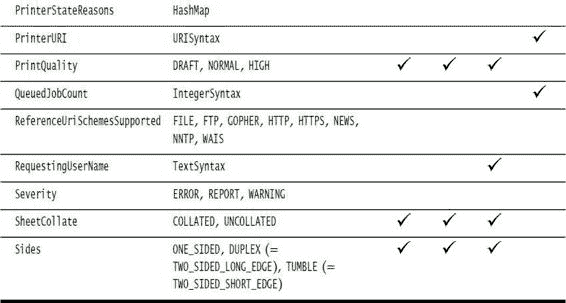 PrinterStateReasons HashMap
PrinterURI URISyntax ✓
PrintQuality DRAFT, NORMAL, HIGH ✓ ✓ ✓
QueuedJobCount IntegerSyntax ✓
ReferenceUriSchemesSupported FILE, FTP, GOPHER, HTTP, HTTPS, NEWS,
NNTP, WAIS
RequestingUserName TextSyntax ✓
Severity ERROR, REPORT, WARNING
SheetCollate COLLATED, UNCOLLATED ✓ ✓ ✓
Sides ONE_SIDED, DUPLEX (= ✓ ✓ ✓
TWO_SIDED_LONG_EDGE), TUMBLE (=
TWO_SIDED_SHORT_EDGE)